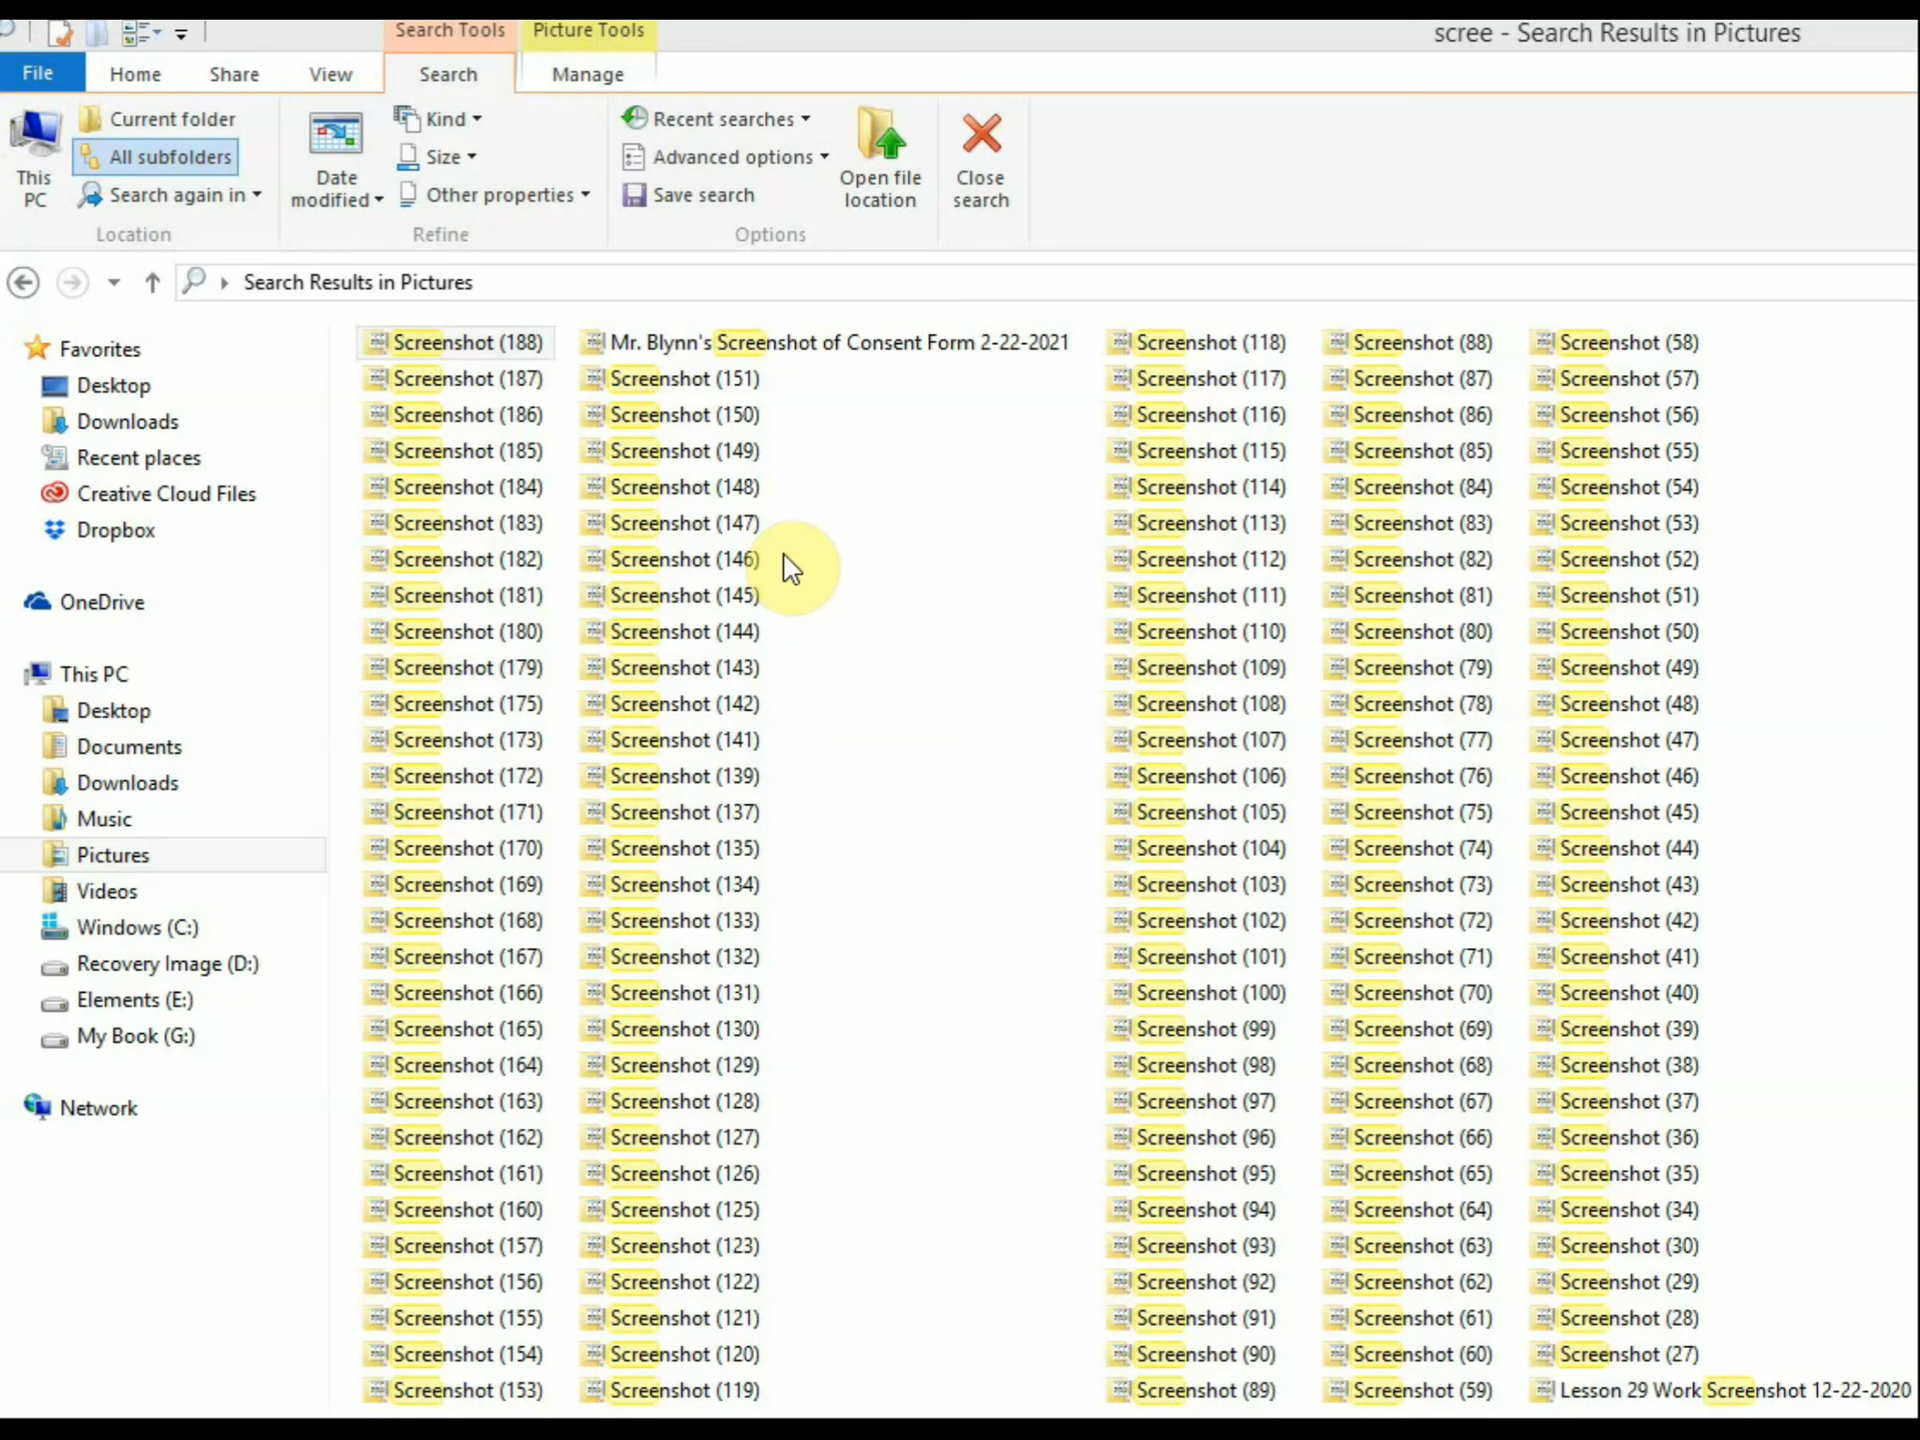 Search Tools
Picture Tools
scree - Search Results in Pictures
File
Home
Share
View
Search
Manage
This PC
Current folder
All subfolders
Search again in
Location
Date modified
Kind
Size
Other properties
Refine
Recent searches
Advanced options
Save search
Options
Open file location
Close search
Search Results in Pictures
Favorites
Desktop
Downloads
Recent places
Creative Cloud Files
Dropbox
OneDrive
This PC
Desktop
Documents
Downloads
Music
Pictures
Videos
Windows (C:)
Recovery Image (D:)
Elements (E:)
My Book (G:)
Network
Screenshot (188)
Screenshot (187)
Screenshot (186)
Screenshot (185)
Screenshot (184)
Screenshot (183)
Screenshot (182)
Screenshot (181)
Screenshot (180)
Screenshot (179)
Screenshot (175)
Screenshot (173)
Screenshot (172)
Screenshot (171)
Screenshot (170)
Screenshot (169)
Screenshot (168)
Screenshot (167)
Screenshot (166)
Screenshot (165)
Screenshot (164)
Screenshot (163)
Screenshot (162)
Screenshot (161)
Screenshot (160)
Screenshot (157)
Screenshot (156)
Screenshot (155)
Screenshot (154)
Screenshot (153)
Mr. Blynn's Screenshot of Consent Form 2-22-2021
Screenshot (151)
Screenshot (150)
Screenshot (149)
Screenshot (148)
Screenshot (147)
Screenshot (146)
Screenshot (145)
Screenshot (144)
Screenshot (143)
Screenshot (142)
Screenshot (141)
Screenshot (139)
Screenshot (137)
Screenshot (135)
Screenshot (134)
Screenshot (133)
Screenshot (132)
Screenshot (131)
Screenshot (130)
Screenshot (129)
Screenshot (128)
Screenshot (127)
Screenshot (126)
Screenshot (125)
Screenshot (123)
Screenshot (122)
Screenshot (121)
Screenshot (120)
Screenshot (119)
Screenshot (118)
Screenshot (117)
Screenshot (116)
Screenshot (115)
Screenshot (114)
Screenshot (113)
Screenshot (112)
Screenshot (111)
Screenshot (110)
Screenshot (109)
Screenshot (108)
Screenshot (107)
Screenshot (106)
Screenshot (105)
Screenshot (104)
Screenshot (103)
Screenshot (102)
Screenshot (101)
Screenshot (100)
Screenshot (99)
Screenshot (98)
Screenshot (97)
Screenshot (96)
Screenshot (95)
Screenshot (94)
Screenshot (93)
Screenshot (92)
Screenshot (91)
Screenshot (90)
Screenshot (89)
Screenshot (88)
Screenshot (87)
Screenshot (86)
Screenshot (85)
Screenshot (84)
Screenshot (83)
Screenshot (82)
Screenshot (81)
Screenshot (80)
Screenshot (79)
Screenshot (78)
Screenshot (77)
Screenshot (76)
Screenshot (75)
Screenshot (74)
Screenshot (73)
Screenshot (72)
Screenshot (71)
Screenshot (70)
Screenshot (69)
Screenshot (68)
Screenshot (67)
Screenshot (66)
Screenshot (65)
Screenshot (64)
Screenshot (63)
Screenshot (62)
Screenshot (61)
Screenshot (60)
Screenshot (59)
Screenshot (58)
Screenshot (57)
Screenshot (56)
Screenshot (55)
Screenshot (54)
Screenshot (53)
Screenshot (52)
Screenshot (51)
Screenshot (50)
Screenshot (49)
Screenshot (48)
Screenshot (47)
Screenshot (46)
Screenshot (45)
Screenshot (44)
Screenshot (43)
Screenshot (42)
Screenshot (41)
Screenshot (40)
Screenshot (39)
Screenshot (38)
Screenshot (37)
Screenshot (36)
Screenshot (35)
Screenshot (34)
Screenshot (30)
Screenshot (29)
Screenshot (28)
Screenshot (27)
Lesson 29 Work Screenshot 12-22-2020